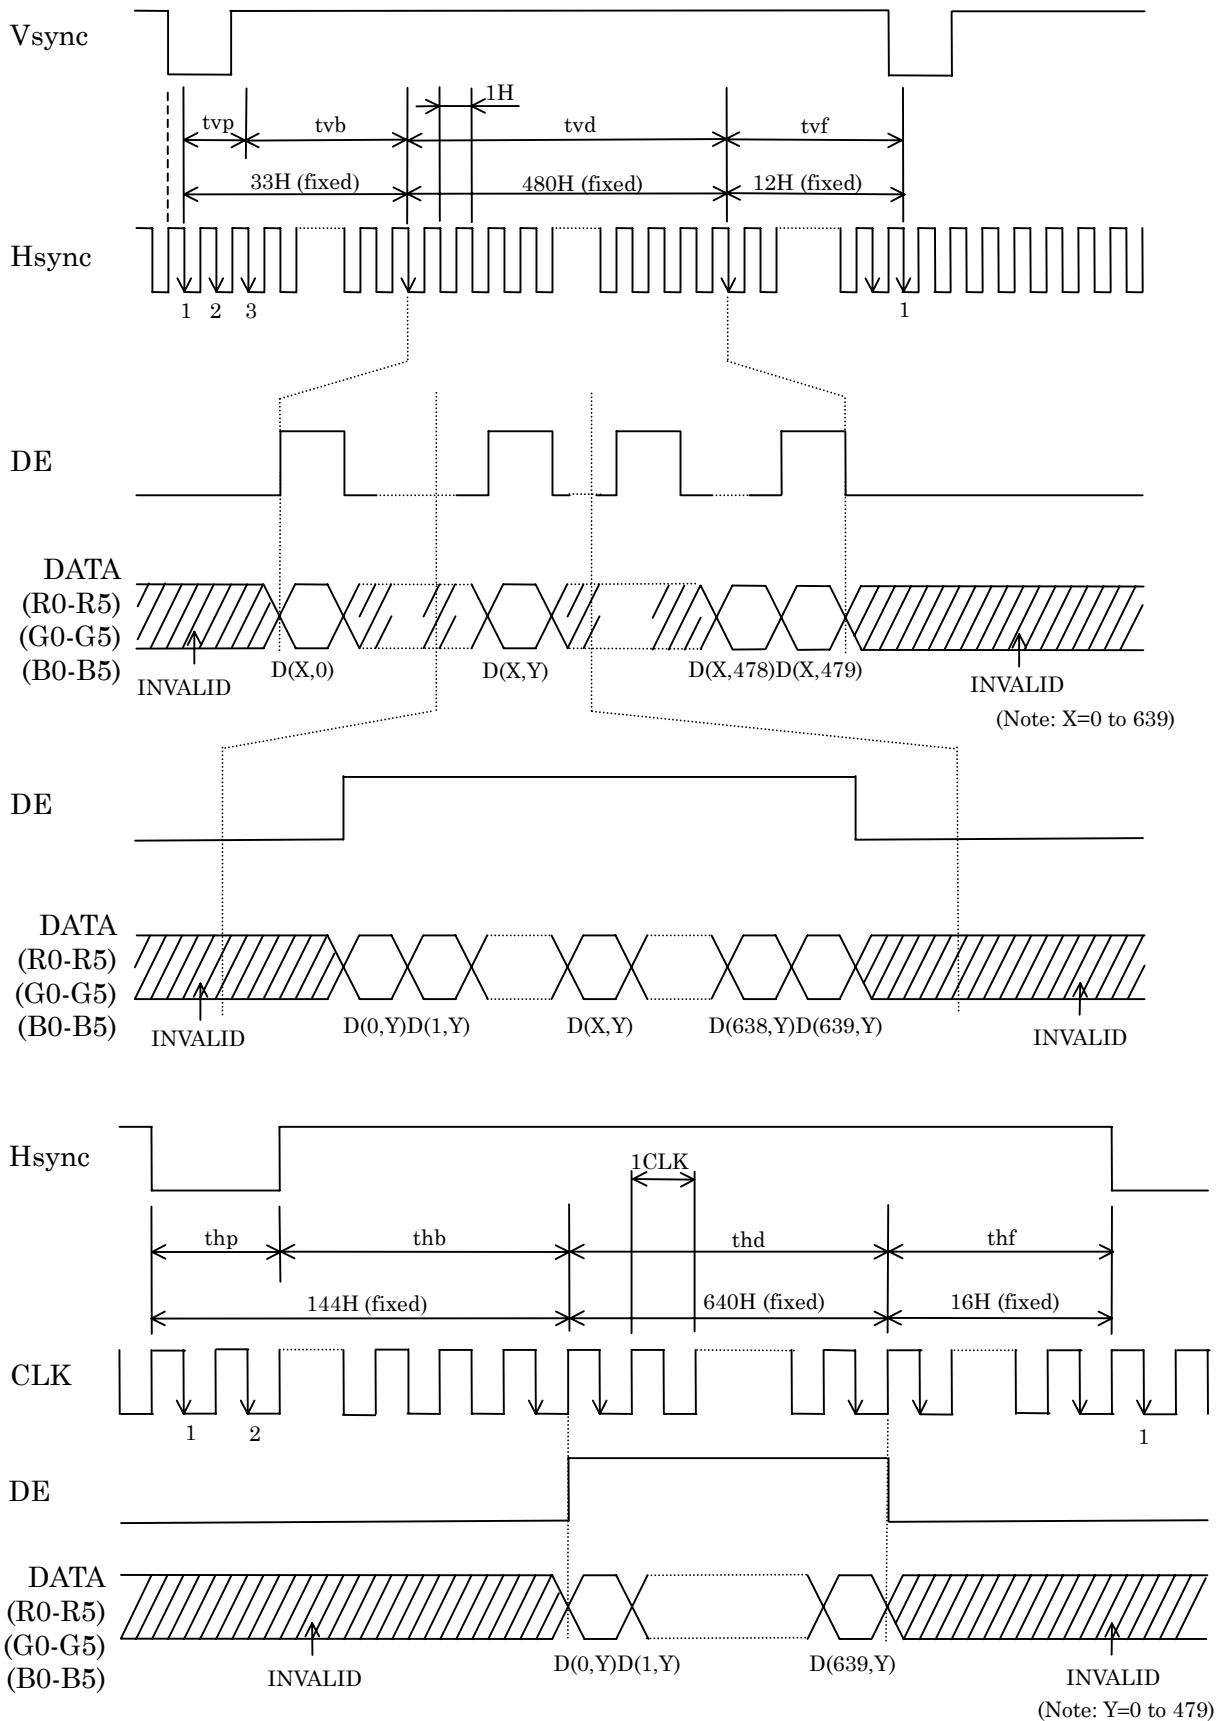 Vsync
1H
tvp tvb tvd tvf
33H (fixed) 480H (fixed) 12H (fixed)
Hsync
1 2 3 1
DE
DATA
(R0-R5)
(G0-G5)
(B0-B5)
D(X,0) D(X,Y) D(X,478)D(X,479)
INVALID INVALID
(Note: X=0 to 639)
DE
DATA
(R0-R5)
(G0-G5)
(B0-B5)
D(0,Y)D(1,Y) D(X,Y) D(638,Y)D(639,Y)
INVALID INVALID
Hsync
1CLK
thp thb thd thf
144H (fixed) 640H (fixed) 16H (fixed)
CLK
1 2 1
DE
DATA
(R0-R5)
(G0-G5)
(B0-B5)
D(0,Y)D(1,Y) D(639,Y)
INVALID INVALID
(Note: Y=0 to 479)